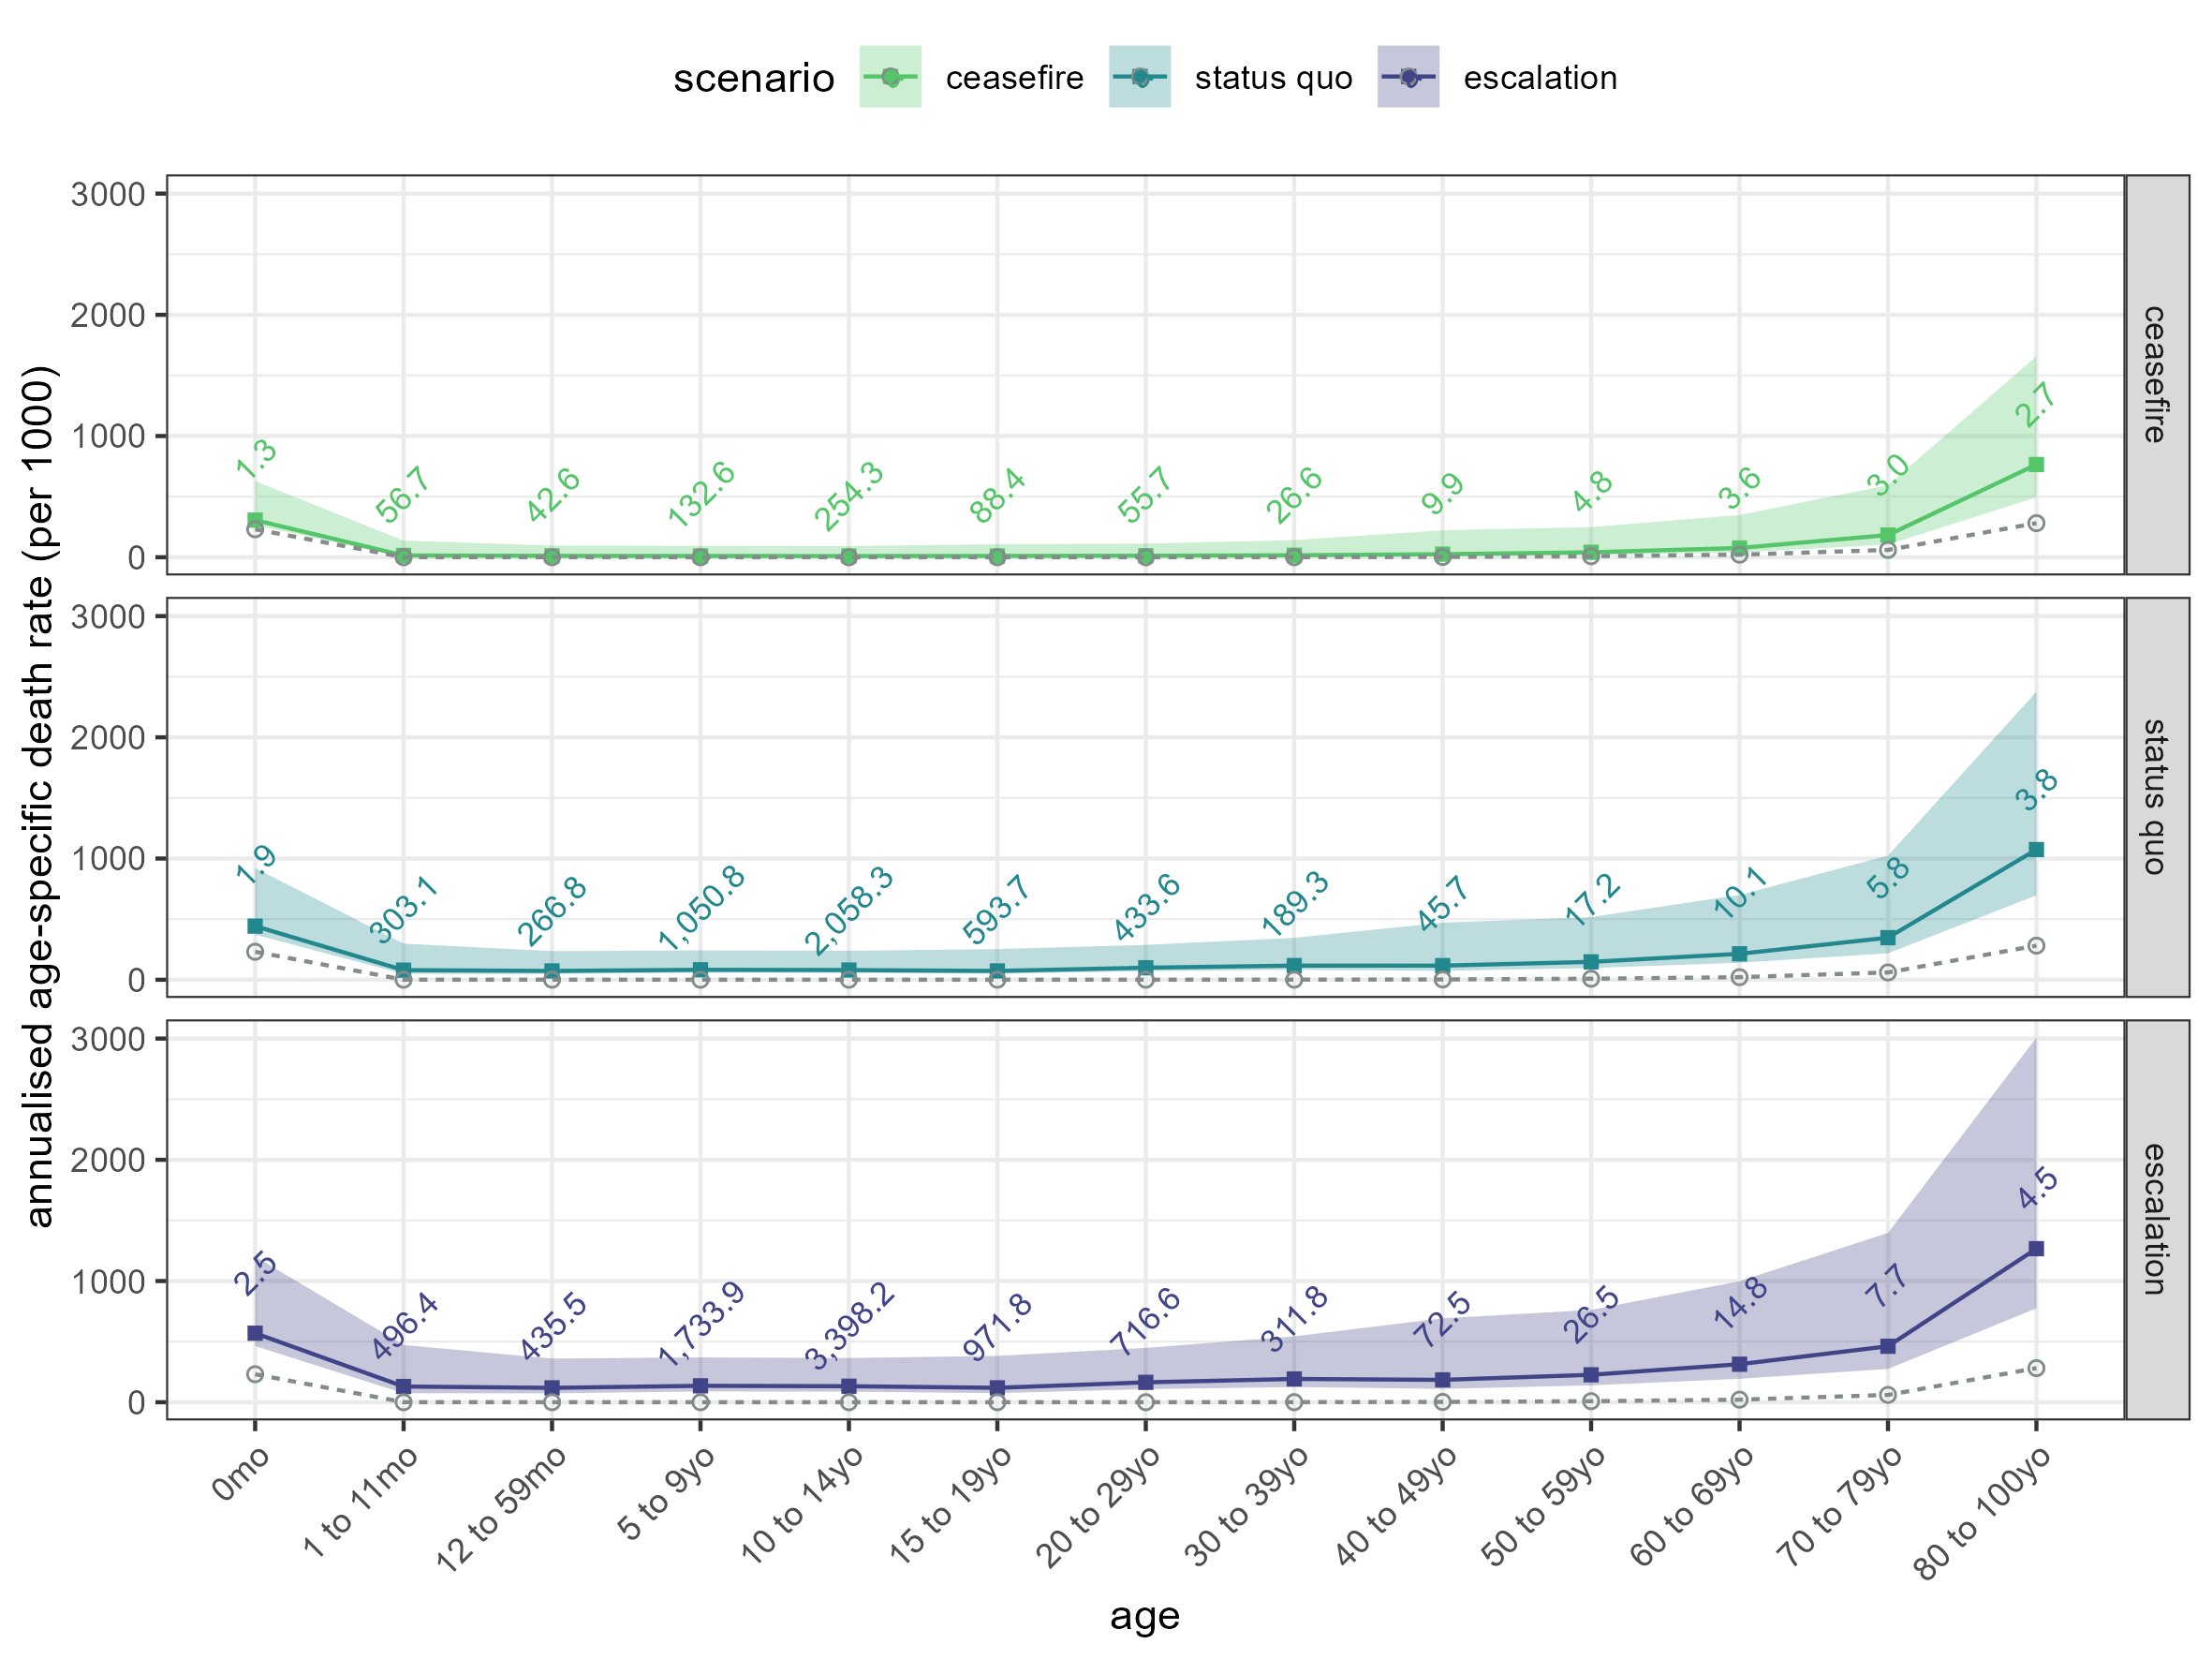 scenario ceasefire status quo escalation
annualised age-specific death rate (per 1000)
3000
2000
1000
0
1.3 56.7 42.6 132.6 254.3 88.4 55.7 26.6 9.9 4.8 3.6 3.0 2.7
ceasefire
3000
2000
1000
0
1.9 303.1 266.8 1,050.8 2,058.3 593.7 433.6 189.3 45.7 17.2 10.1 5.8 3.8
status quo
3000
2000
1000
0
2.5 496.4 435.5 1,733.9 3,398.2 971.8 716.6 311.8 72.5 26.5 14.8 7.7 4.5
escalation
0mo 1 to 11mo 12 to 59mo 5 to 9yo 10 to 14yo 15 to 19yo 20 to 29yo 30 to 39yo 40 to 49yo 50 to 59yo 60 to 69yo 70 to 79yo 80 to 100yo
age